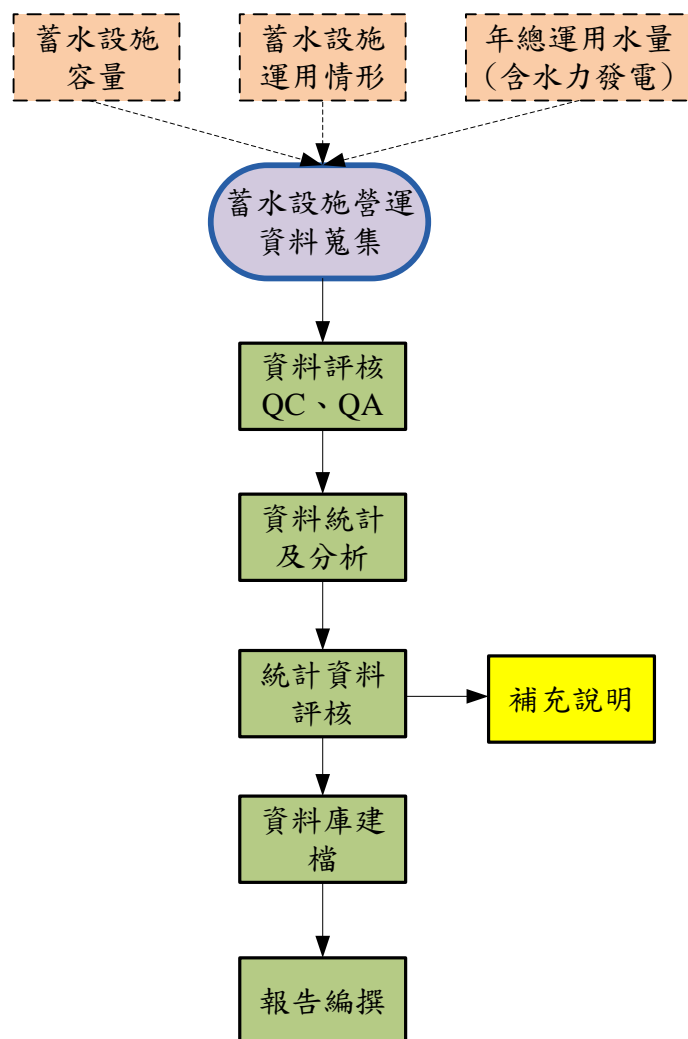 蓄水設施
容量
蓄水設施
運用情形
年總運用水量
（含水力發電）
蓄水設施營運
資料蒐集
資料評核
QC、QA
資料統計
及分析
統計資料
評核
補充說明
資料庫建
檔
報告編撰